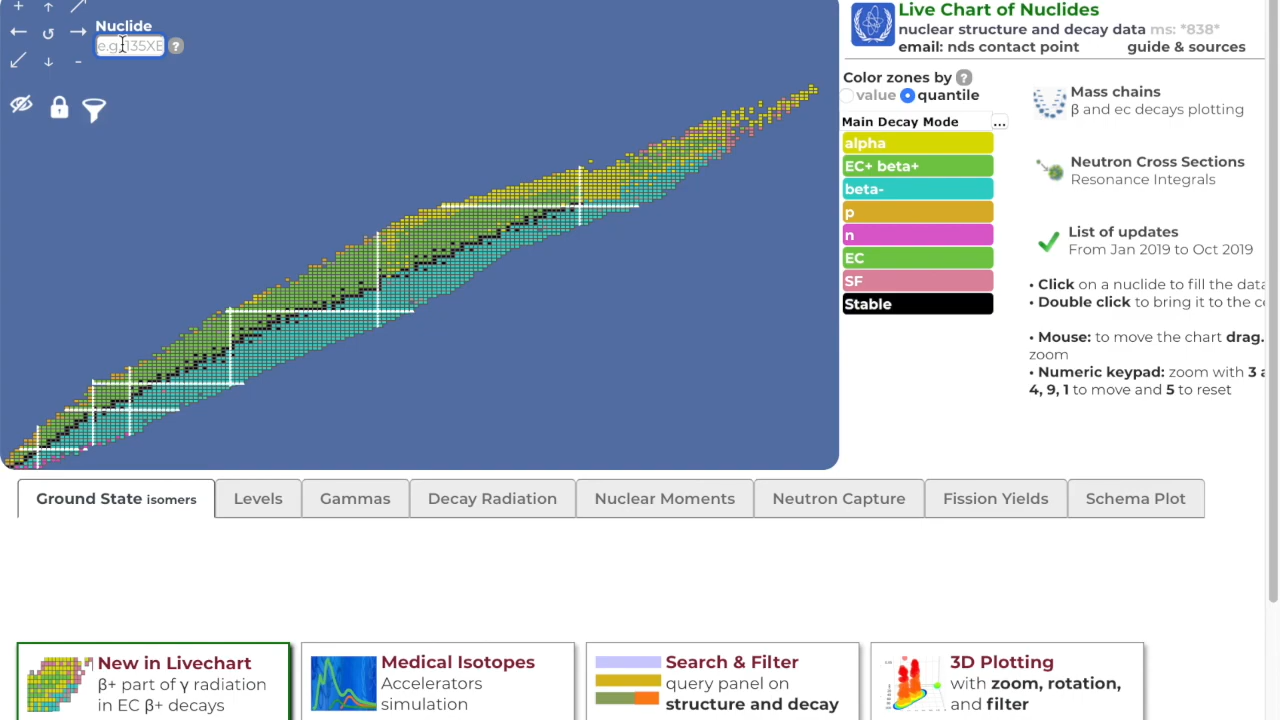 Nuclide
e.g. 135XE
?
Live Chart of Nuclides
nuclear structure and decay data ms: *838*
email: nds contact point guide & sources
Color zones by ?
value quantile
Main Decay Mode ...
alpha
EC+ beta+
beta-
p
n
EC
SF
Stable
Mass chains
β and ec decays plotting
Neutron Cross Sections
Resonance Integrals
List of updates
From Jan 2019 to Oct 2019
• Click on a nuclide to fill the data
• Double click to bring it to the ce
• Mouse: to move the chart drag.
zoom
• Numeric keypad: zoom with 3 a
4, 9, 1 to move and 5 to reset
Ground State isomers
Levels
Gammas
Decay Radiation
Nuclear Moments
Neutron Capture
Fission Yields
Schema Plot
New in Livechart
β+ part of γ radiation
in EC β+ decays
Medical Isotopes
Accelerators
simulation
Search & Filter
query panel on
structure and decay
3D Plotting
with zoom, rotation,
and filter